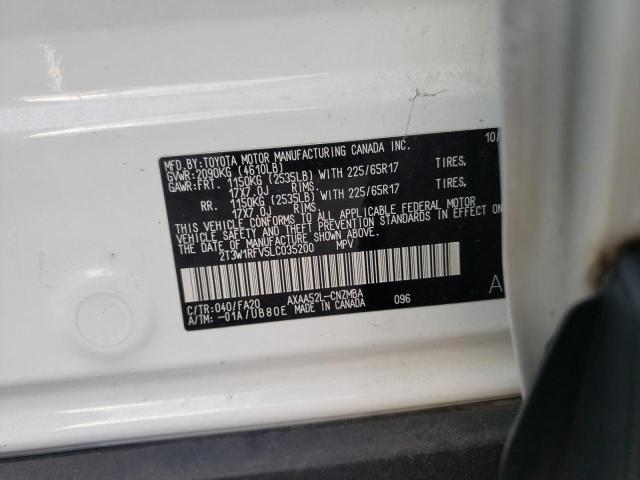 MFD.BY:TOYOTA MOTOR MANUFACTURING CANADA INC. 10/
GVWR:2090KG (4610LB)
GAWR:FRT. 1150KG (2535LB) WITH 225/65R17 TIRES,
17X7.0J RIMS.
RR. 1150KG (2535LB) WITH 225/65R17 TIRES,
17X7.0J RIMS.
THIS VEHICLE CONFORMS TO ALL APPLICABLE FEDERAL MOTOR
VEHICLE SAFETY AND THEFT PREVENTION STANDARDS IN EFFECT ON
THE DATE OF MANUFACTURE SHOWN ABOVE.
2T3W1RFV5LC035200 MPV
A
C/TR:040/FA20 AXAA52L-CNZMBA
A/TM:-01A/UB80E MADE IN CANADA 096